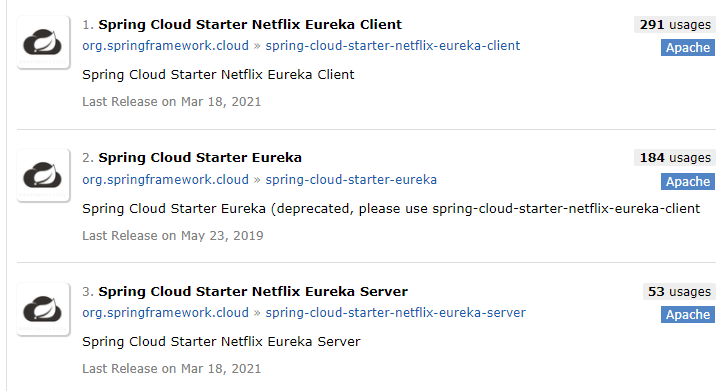 1. Spring Cloud Starter Netflix Eureka Client 291 usages
org.springframework.cloud » spring-cloud-starter-netflix-eureka-client Apache
Spring Cloud Starter Netflix Eureka Client
Last Release on Mar 18, 2021
2. Spring Cloud Starter Eureka 184 usages
org.springframework.cloud » spring-cloud-starter-eureka Apache
Spring Cloud Starter Eureka (deprecated, please use spring-cloud-starter-netflix-eureka-client
Last Release on May 23, 2019
3. Spring Cloud Starter Netflix Eureka Server 53 usages
org.springframework.cloud » spring-cloud-starter-netflix-eureka-server Apache
Spring Cloud Starter Netflix Eureka Server
Last Release on Mar 18, 2021